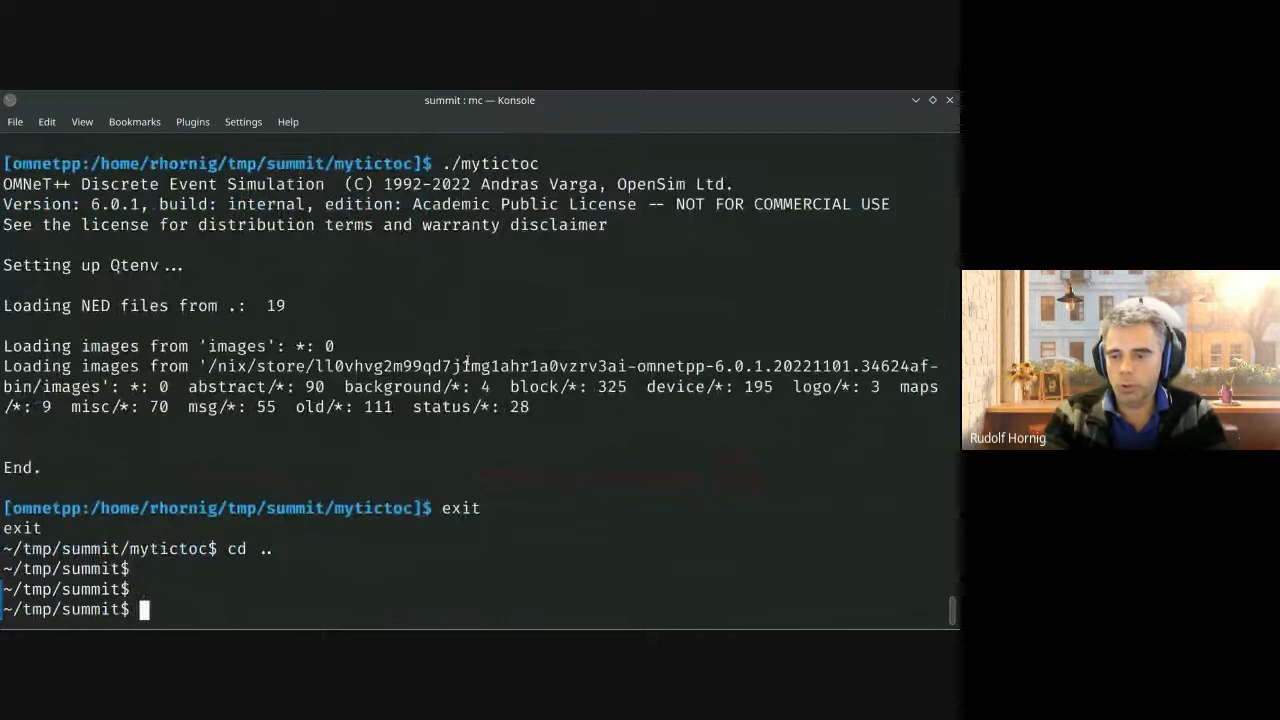 summit : mc — Konsole
File Edit View Bookmarks Plugins Settings Help
[omnetpp:/home/rhornig/tmp/summit/mytictoc]$ ./mytictoc
OMNeT++ Discrete Event Simulation (C) 1992-2022 Andras Varga, OpenSim Ltd.
Version: 6.0.1, build: internal, edition: Academic Public License -- NOT FOR COMMERCIAL USE
See the license for distribution terms and warranty disclaimer
Setting up Qtenv...
Loading NED files from .: 19
Loading images from 'images': *: 0
Loading images from '/nix/store/ll0vhvg2m99qd7j1mg1ahr1a0vzrv3ai-omnetpp-6.0.1.20221101.34624af-
bin/images': *: 0 abstract/*: 90 background/*: 4 block/*: 325 device/*: 195 logo/*: 3 maps
/*: 9 misc/*: 70 msg/*: 55 old/*: 111 status/*: 28
End.
[omnetpp:/home/rhornig/tmp/summit/mytictoc]$ exit
exit
~/tmp/summit/mytictoc$ cd ..
~/tmp/summit$
~/tmp/summit$
~/tmp/summit$
Rudolf Hornig